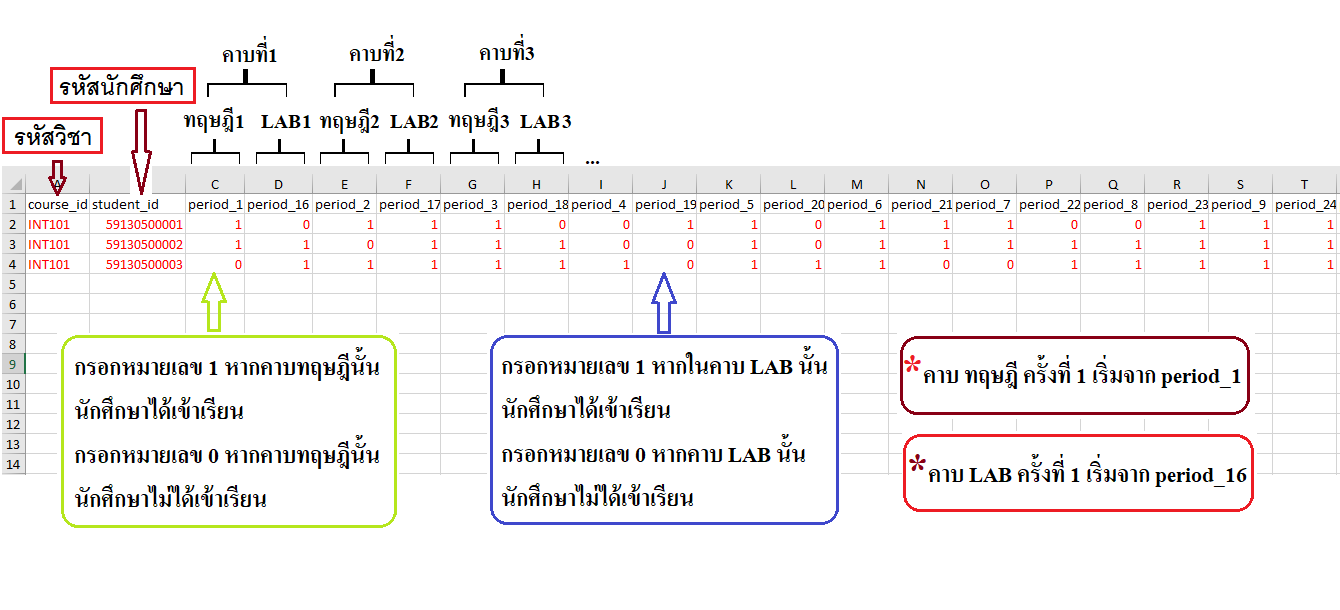 คาบที่1 คาบที่2 คาบที่3
รหัสนักศึกษา
ทฤษฎี1 LAB1 ทฤษฎี2 LAB2 ทฤษฎี3 LAB3
รหัสวิชา
...
A B C D E F G H I J K L M N O P Q R S T
1 course_id student_id period_1 period_16 period_2 period_17 period_3 period_18 period_4 period_19 period_5 period_20 period_6 period_21 period_7 period_22 period_8 period_23 period_9 period_24
2 INT101 59130500001 1 0 1 1 1 0 0 1 1 0 1 1 1 0 0 1 1 1
3 INT101 59130500002 1 1 0 1 1 1 0 0 1 0 1 1 1 1 1 1 1 1
4 INT101 59130500003 0 1 1 1 1 1 1 0 1 1 1 0 0 1 1 1 1 1
5
6
7
8
9
10
11
12
13
14
กรอกหมายเลข 1 หากคาบทฤษฎีนั้น
นักศึกษาได้เข้าเรียน
กรอกหมายเลข 0 หากคาบทฤษฎีนั้น
นักศึกษาไม่ได้เข้าเรียน
กรอกหมายเลข 1 หากในคาบ LAB นั้น
นักศึกษาได้เข้าเรียน
กรอกหมายเลข 0 หากคาบ LAB นั้น
นักศึกษาไม่ได้เข้าเรียน
*คาบ ทฤษฎี ครั้งที่ 1 เริ่มจาก period_1
*คาบ LAB ครั้งที่ 1 เริ่มจาก period_16